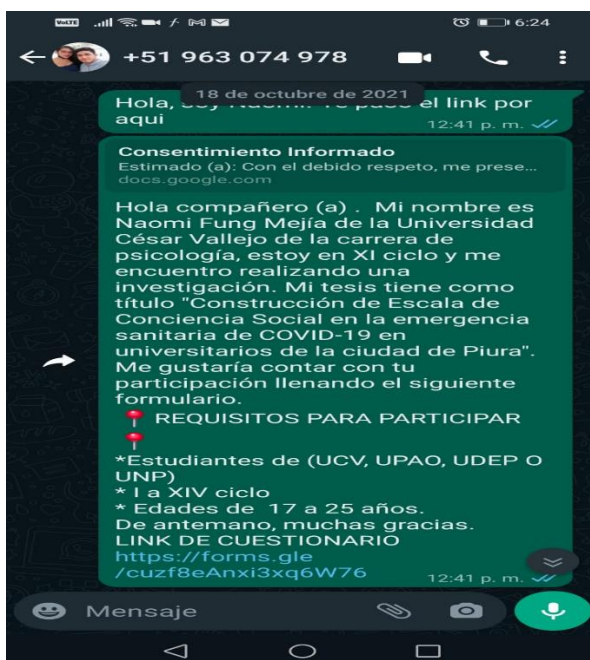 VoLTE 6:24
+51 963 074 978
18 de octubre de 2021
Hola, soy Naomi. Te paso el link por
aqui
12:41 p. m.
Consentimiento Informado
Estimado (a): Con el debido respeto, me prese...
docs.google.com
Hola compañero (a) . Mi nombre es
Naomi Fung Mejía de la Universidad
César Vallejo de la carrera de
psicología, estoy en XI ciclo y me
encuentro realizando una
investigación. Mi tesis tiene como
título "Construcción de Escala de
Conciencia Social en la emergencia
sanitaria de COVID-19 en
universitarios de la ciudad de Piura".
Me gustaría contar con tu
participación llenando el siguiente
formulario.
📍 REQUISITOS PARA PARTICIPAR
📍
*Estudiantes de (UCV, UPAO, UDEP O
UNP)
* I a XIV ciclo
* Edades de 17 a 25 años.
De antemano, muchas gracias.
LINK DE CUESTIONARIO
https://forms.gle
/cuzf8eAnxi3xq6W76
12:41 p. m.
Mensaje